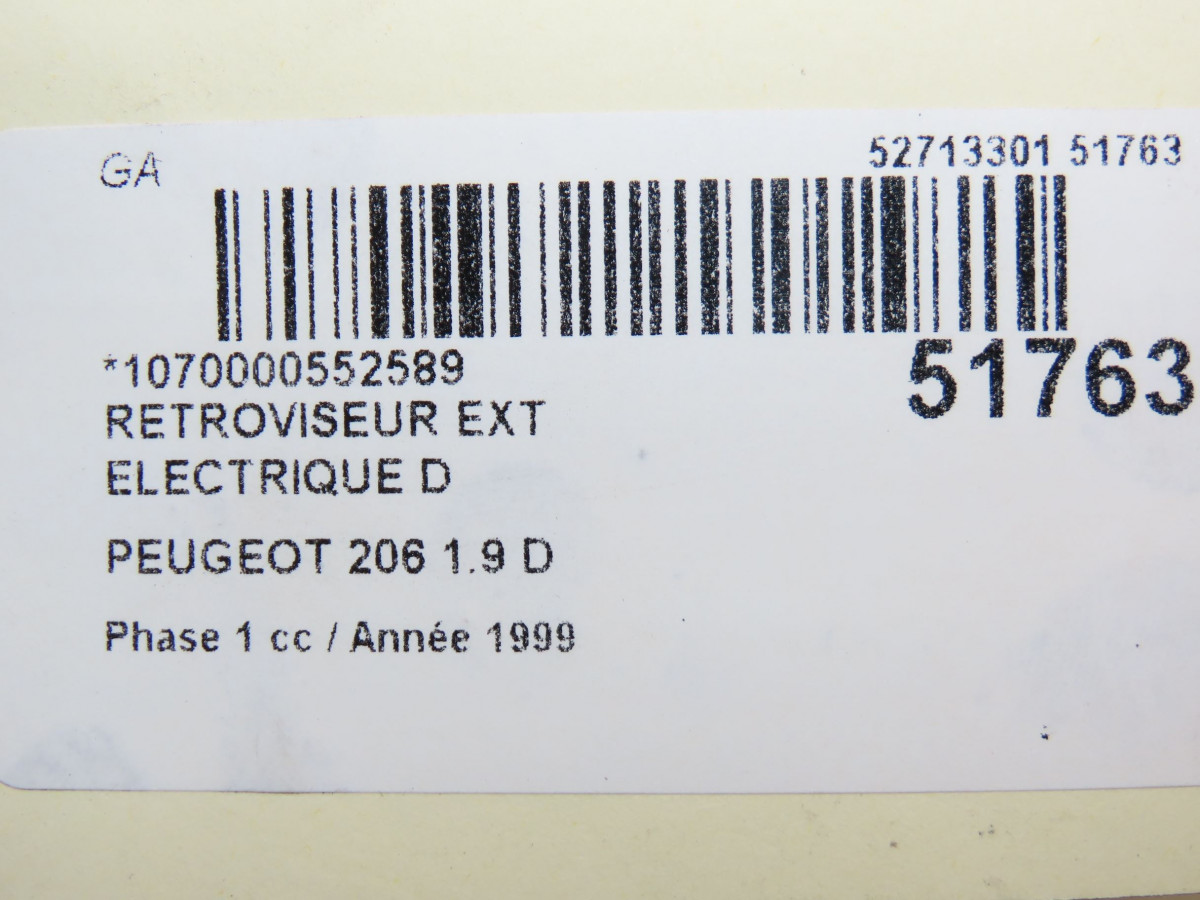 GA
52713301 51763
*1070000552589
51763
RETROVISEUR EXT
ELECTRIQUE D
PEUGEOT 206 1.9 D
Phase 1 cc / Année 1999